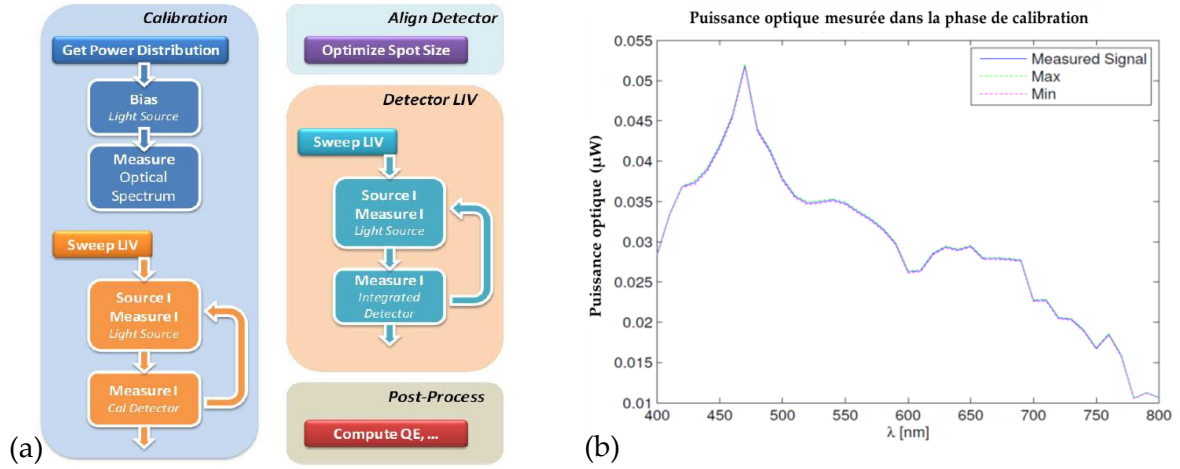 Calibration
Get Power Distribution
Bias
Light Source
Measure
Optical
Spectrum
Sweep LIV
Source I
Measure I
Light Source
Measure I
Cal Detector
(a)
Align Detector
Optimize Spot Size
Detector LIV
Sweep LIV
Source I
Measure I
Light Source
Measure I
Integrated
Detector
Post-Process
Compute QE, ...
Puissance optique mesurée dans la phase de calibration
Puissance optique (µW)
0.055
0.05
0.045
0.04
0.035
0.03
0.025
0.02
0.015
0.01
Measured Signal
Max
Min
400 450 500 550 600 650 700 750 800
λ [nm]
(b)